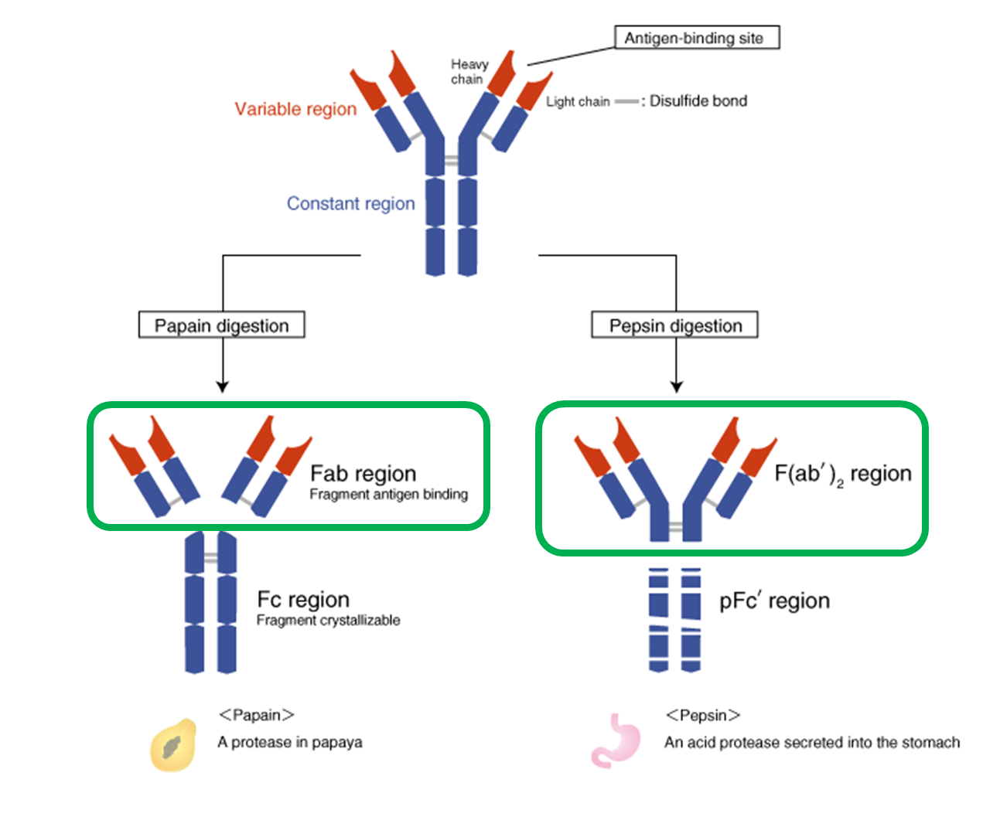 Antigen-binding site
Heavy
chain
Variable region
Light chain : Disulfide bond
Constant region
Papain digestion
Pepsin digestion
Fab region
Fragment antigen binding
F(ab′)₂ region
Fc region
Fragment crystallizable
pFc′ region
<Papain>
A protease in papaya
<Pepsin>
An acid protease secreted into the stomach